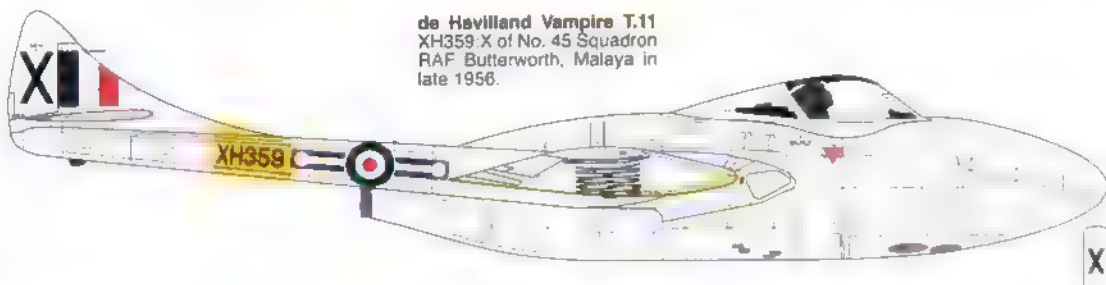 de Havilland Vampire T.11
XH359:X of No. 45 Squadron
RAF Butterworth, Malaya in
late 1956.
X
XH359
X